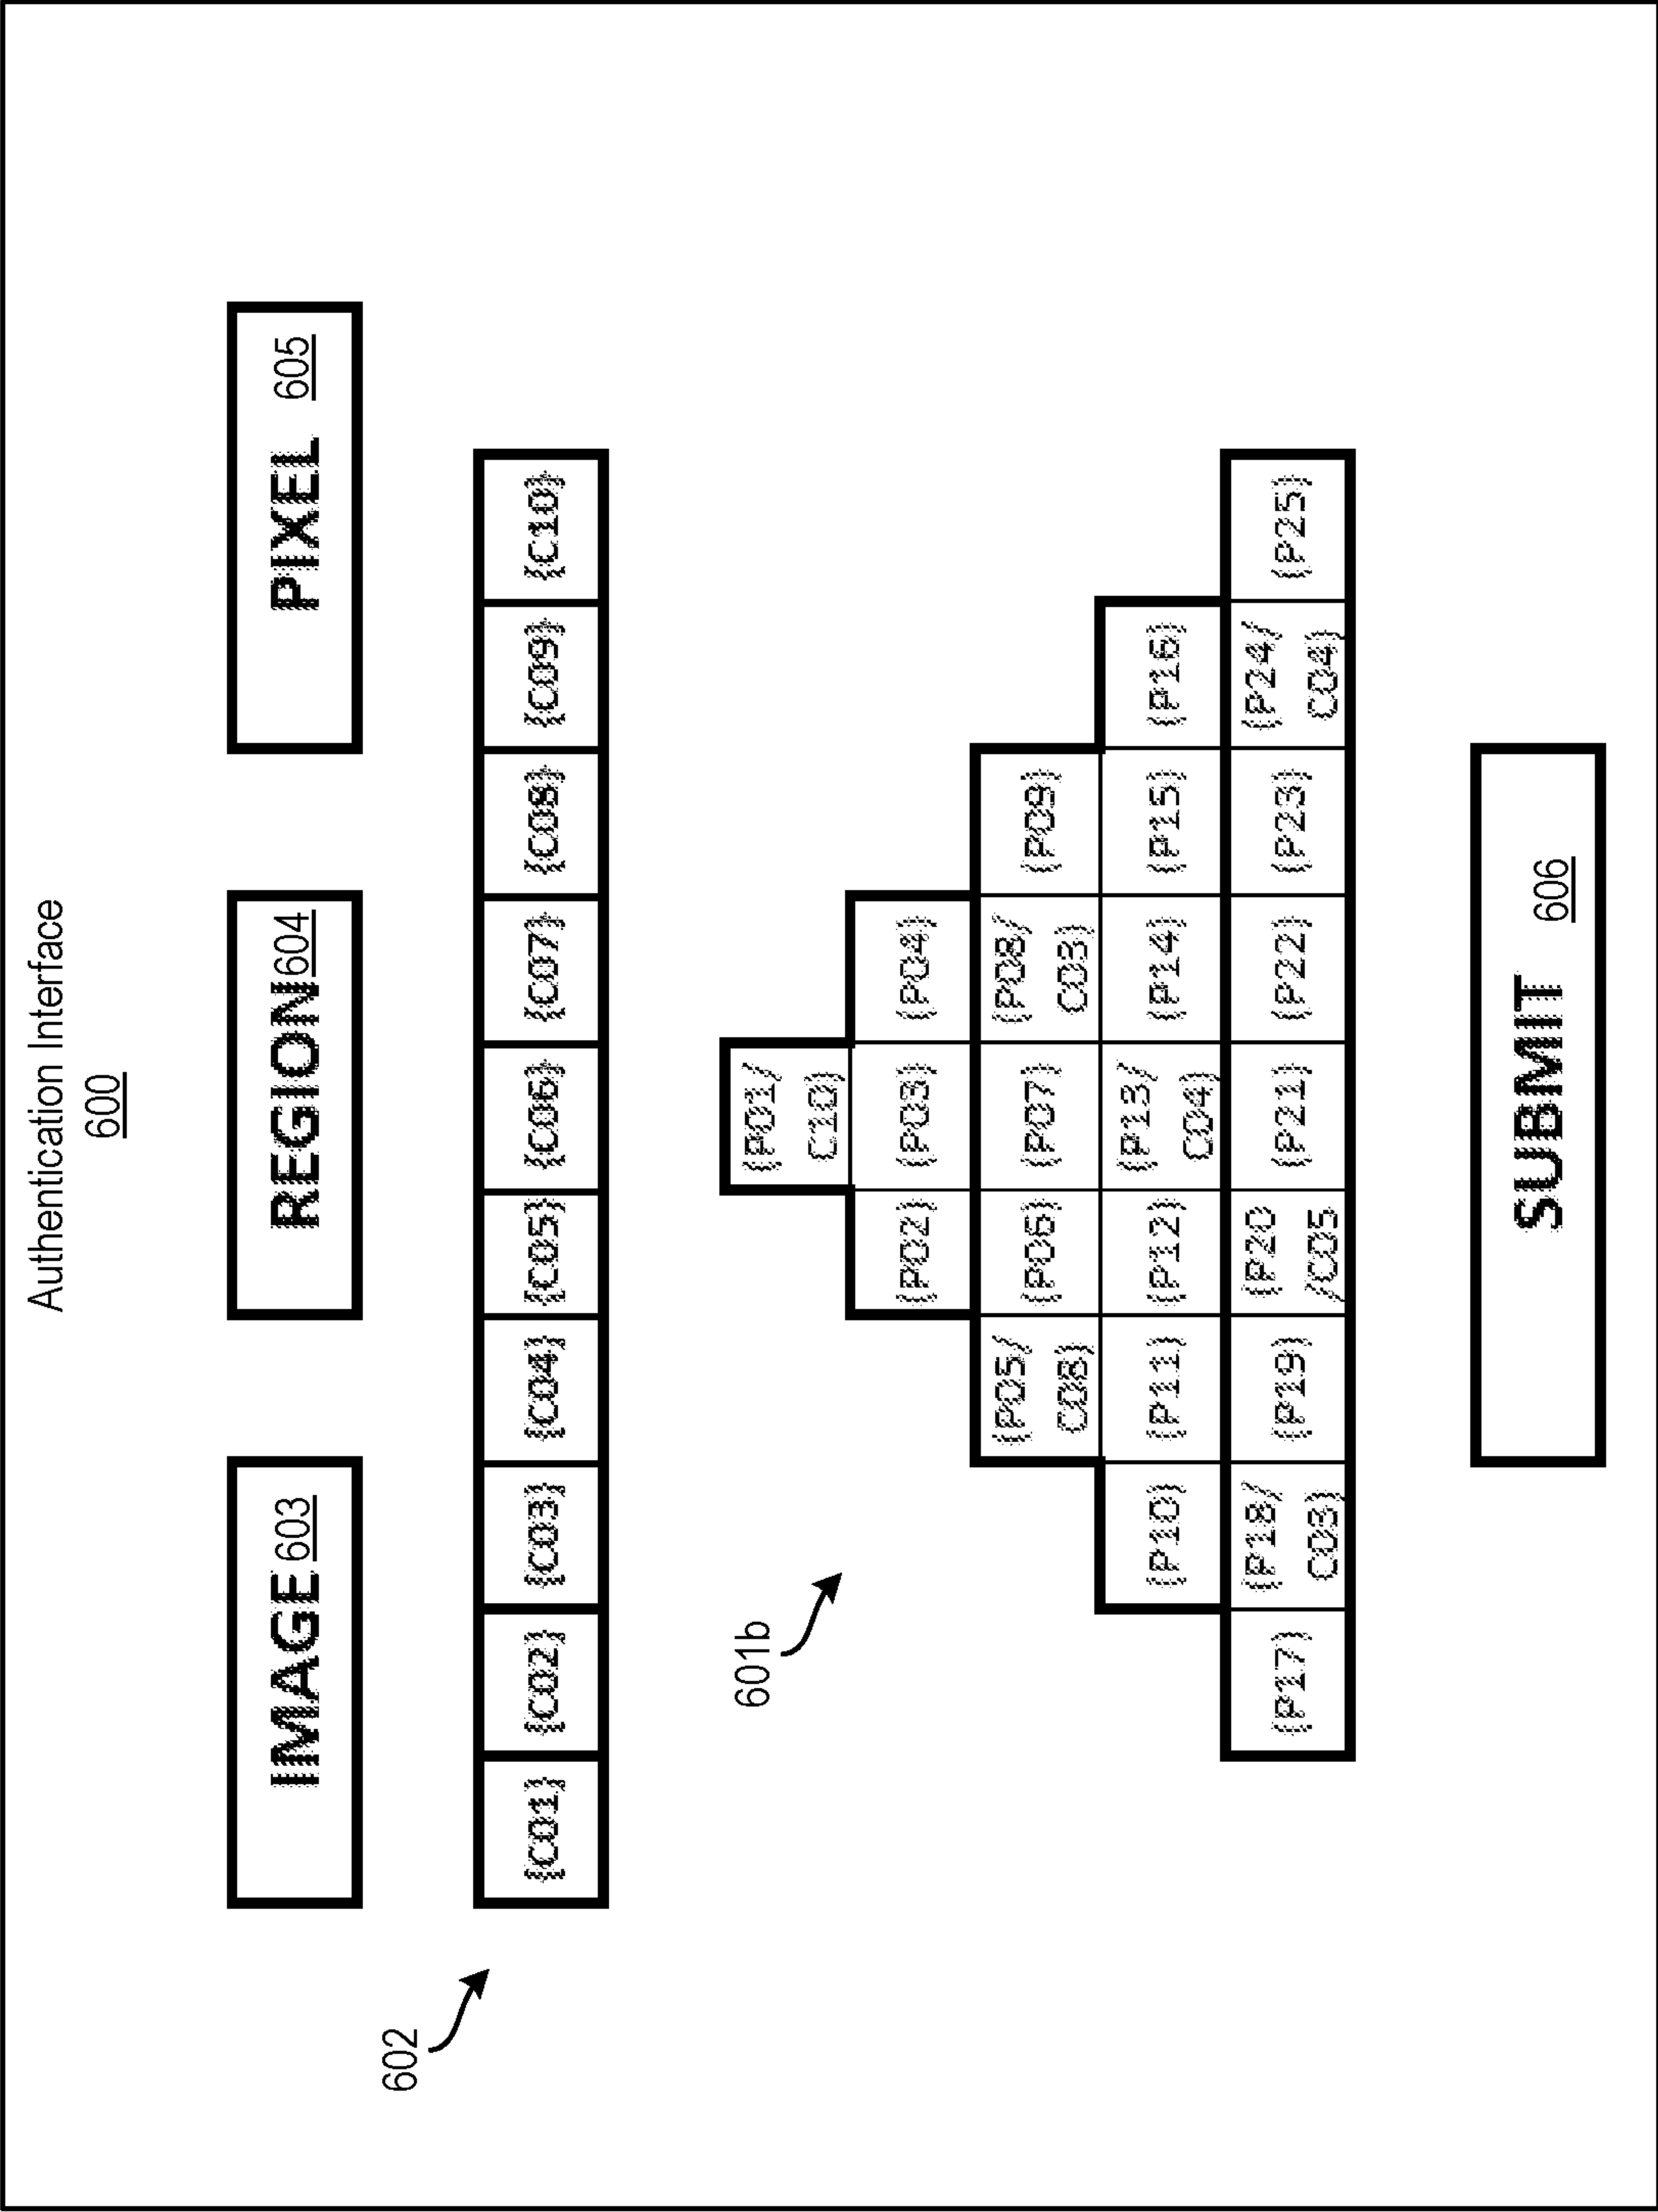 Authentication Interface
600
IMAGE 603
REGION 604
PIXEL 605
602
{C01} {C02} {C03} {C04} {C05} {C06} {C07} {C08} {C09} {C10}
601b
(P01/
C10)
(P02) (P03) (P04)
(P05/
C08) (P06) (P07) (P08/
C03) (P09)
(P10) (P11) (P12) (P13/
C04) (P14) (P15) (P16)
(P17) (P18/
C03) (P19) (P20
/C05 (P21) (P22) (P23) (P24/
C04) (P25)
SUBMIT 606